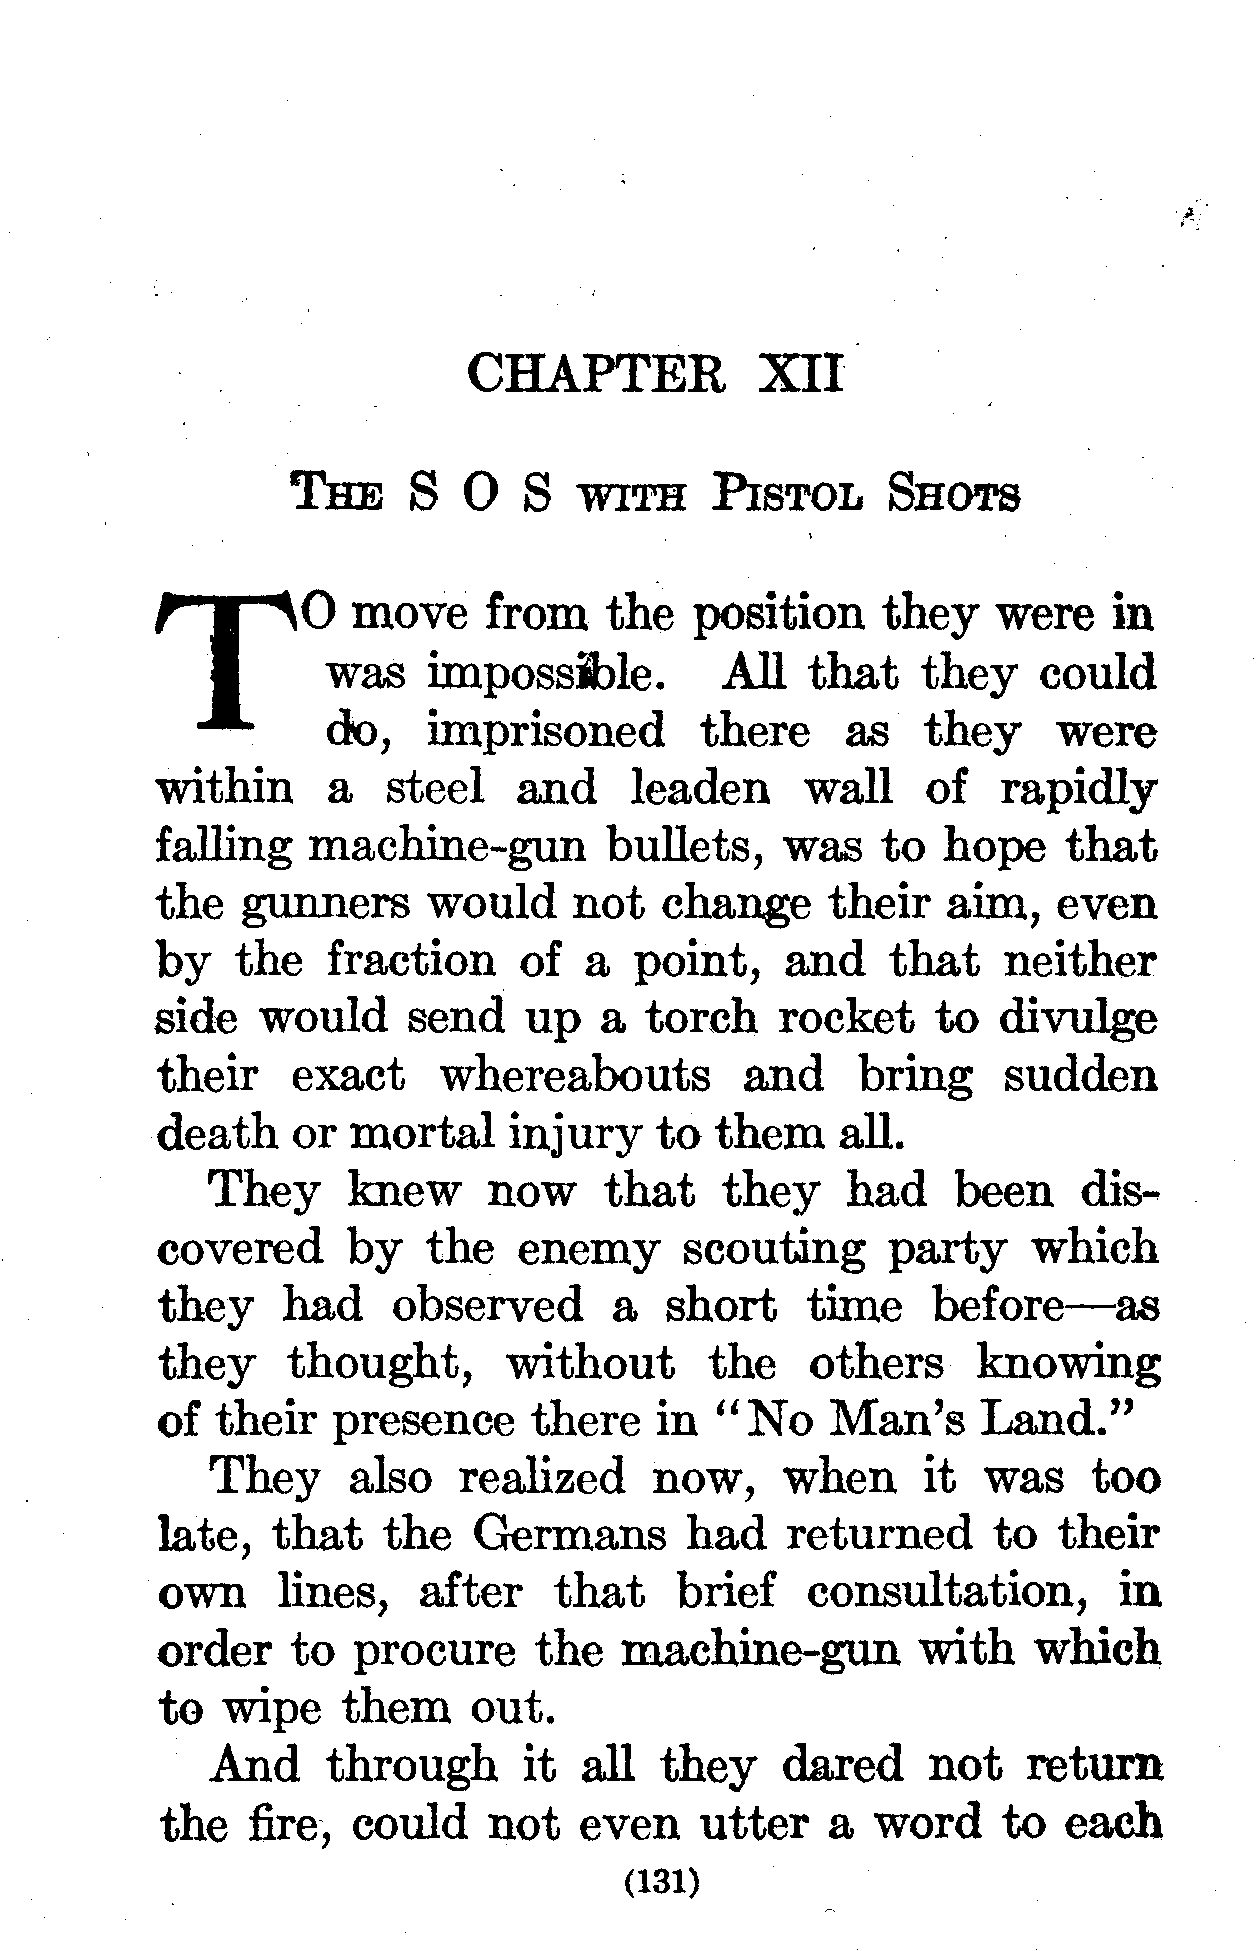 CHAPTER XII
THE S O S WITH PISTOL SHOTS
TO move from the position they were in
was impossible. All that they could
do, imprisoned there as they were
within a steel and leaden wall of rapidly
falling machine-gun bullets, was to hope that
the gunners would not change their aim, even
by the fraction of a point, and that neither
side would send up a torch rocket to divulge
their exact whereabouts and bring sudden
death or mortal injury to them all.
They knew now that they had been dis-
covered by the enemy scouting party which
they had observed a short time before—as
they thought, without the others knowing
of their presence there in “No Man’s Land.”
They also realized now, when it was too
late, that the Germans had returned to their
own lines, after that brief consultation, in
order to procure the machine-gun with which
to wipe them out.
And through it all they dared not return
the fire, could not even utter a word to each
(131)